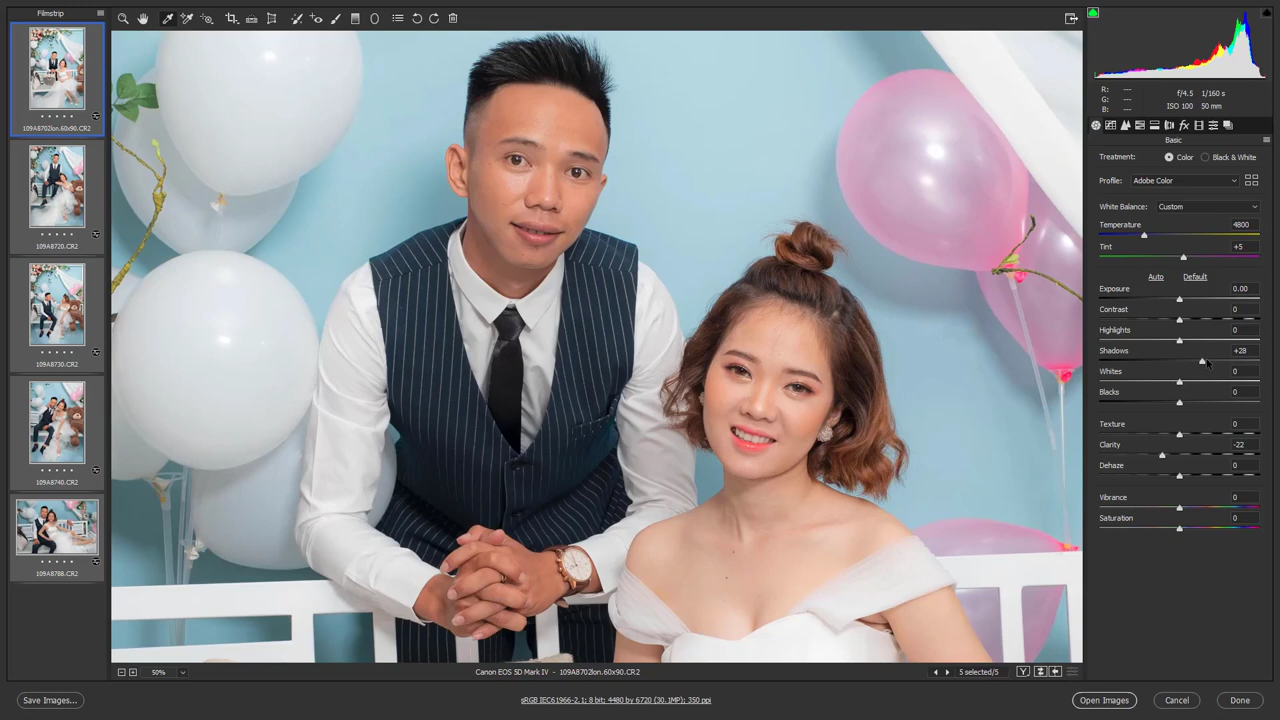 Filmstrip
109A8702lon.60x90.CR2
109A8720.CR2
109A8730.CR2
109A8740.CR2
109A8788.CR2
50%
Canon EOS 5D Mark IV - 109A8702lon.60x90.CR2
5 selected/5
Save Images...
sRGB IEC61966-2.1; 8 bit; 4480 by 6720 (30.1MP); 350 ppi
Open Images
Cancel
Done
R: ---
G: ---
B: ---
f/4.5 1/160 s
ISO 100 50 mm
Basic
Treatment: Color Black & White
Profile: Adobe Color
White Balance: Custom
Temperature 4800
Tint +5
Auto Default
Exposure 0.00
Contrast 0
Highlights 0
Shadows +28
Whites 0
Blacks 0
Texture 0
Clarity -22
Dehaze 0
Vibrance 0
Saturation 0